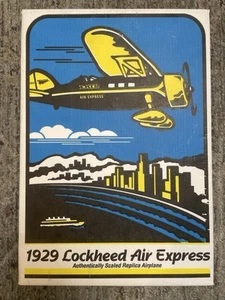 AIR EXPRESS
1929 Lockheed Air Express
Authentically Scaled Replica Airplane